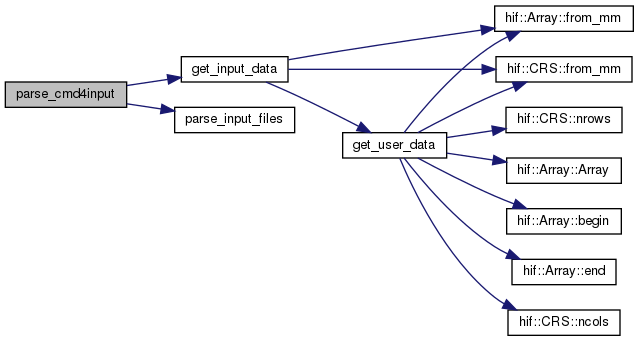 parse_cmd4input
get_input_data
parse_input_files
get_user_data
hif::Array::from_mm
hif::CRS::from_mm
hif::CRS::nrows
hif::Array::Array
hif::Array::begin
hif::Array::end
hif::CRS::ncols